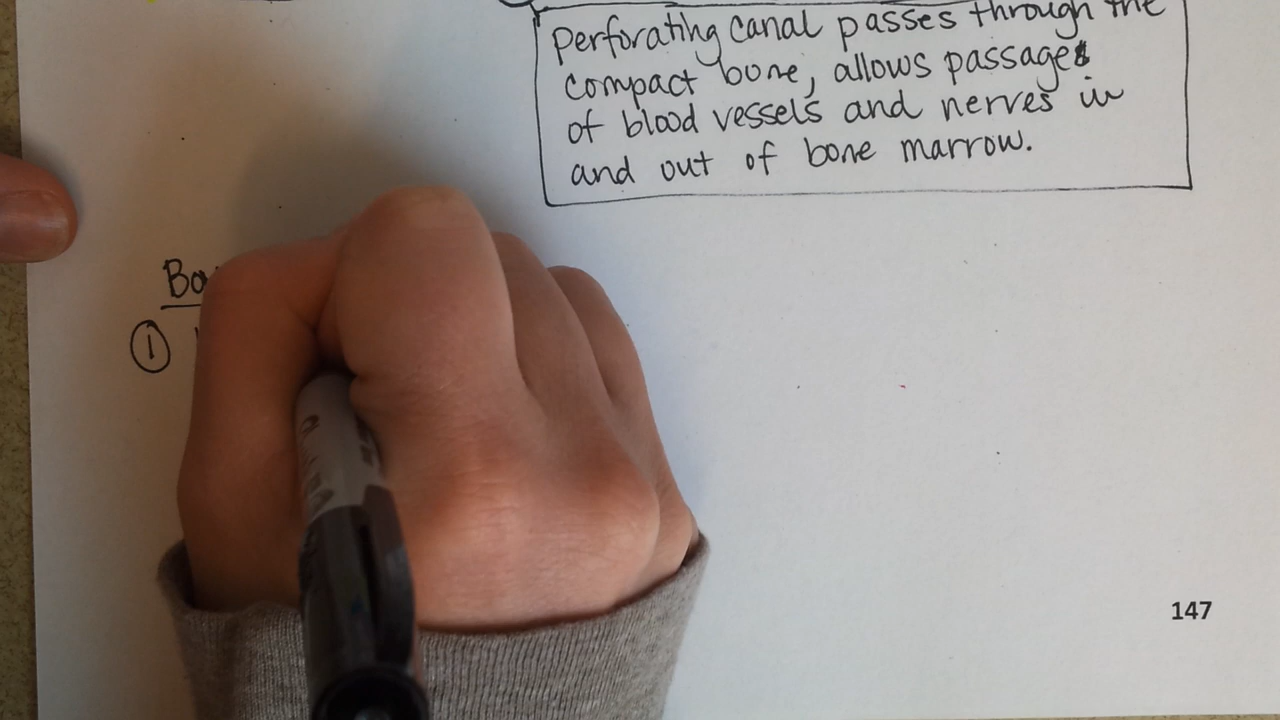 perforating canal passes through the
compact bone, allows passage
of blood vessels and nerves in
and out of bone marrow.
Bo
1
147